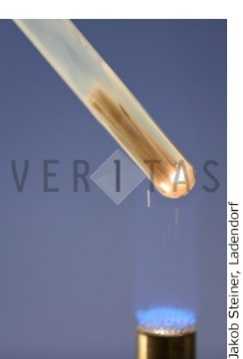 VERITAS
Jakob Steiner, Ladendorf